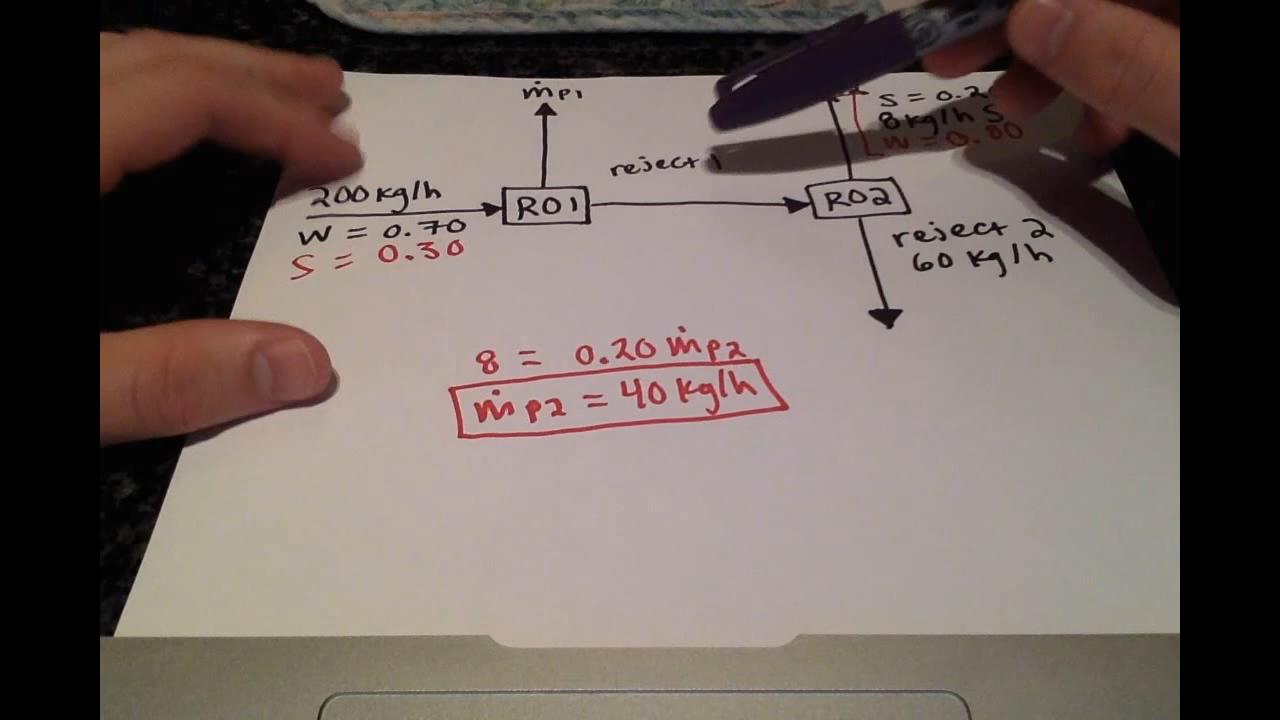 ṁp1
S = 0.2
8 kg/h S
W = 0.80
reject 1
200 kg/h
RO1
RO2
W = 0.70
S = 0.30
reject 2
60 kg/h
8 = 0.20 ṁp2
ṁp2 = 40 kg/h